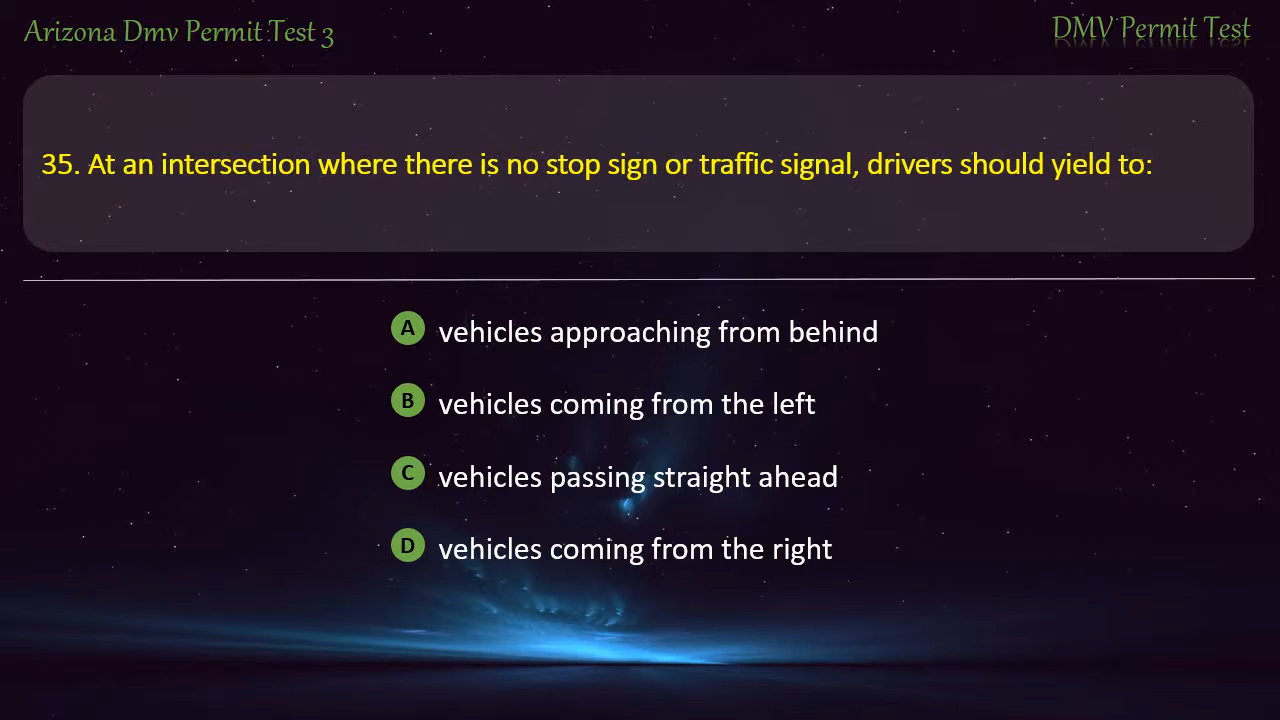 Arizona Dmv Permit Test 3
DMV Permit Test
35. At an intersection where there is no stop sign or traffic signal, drivers should yield to:
A vehicles approaching from behind
B vehicles coming from the left
C vehicles passing straight ahead
D vehicles coming from the right